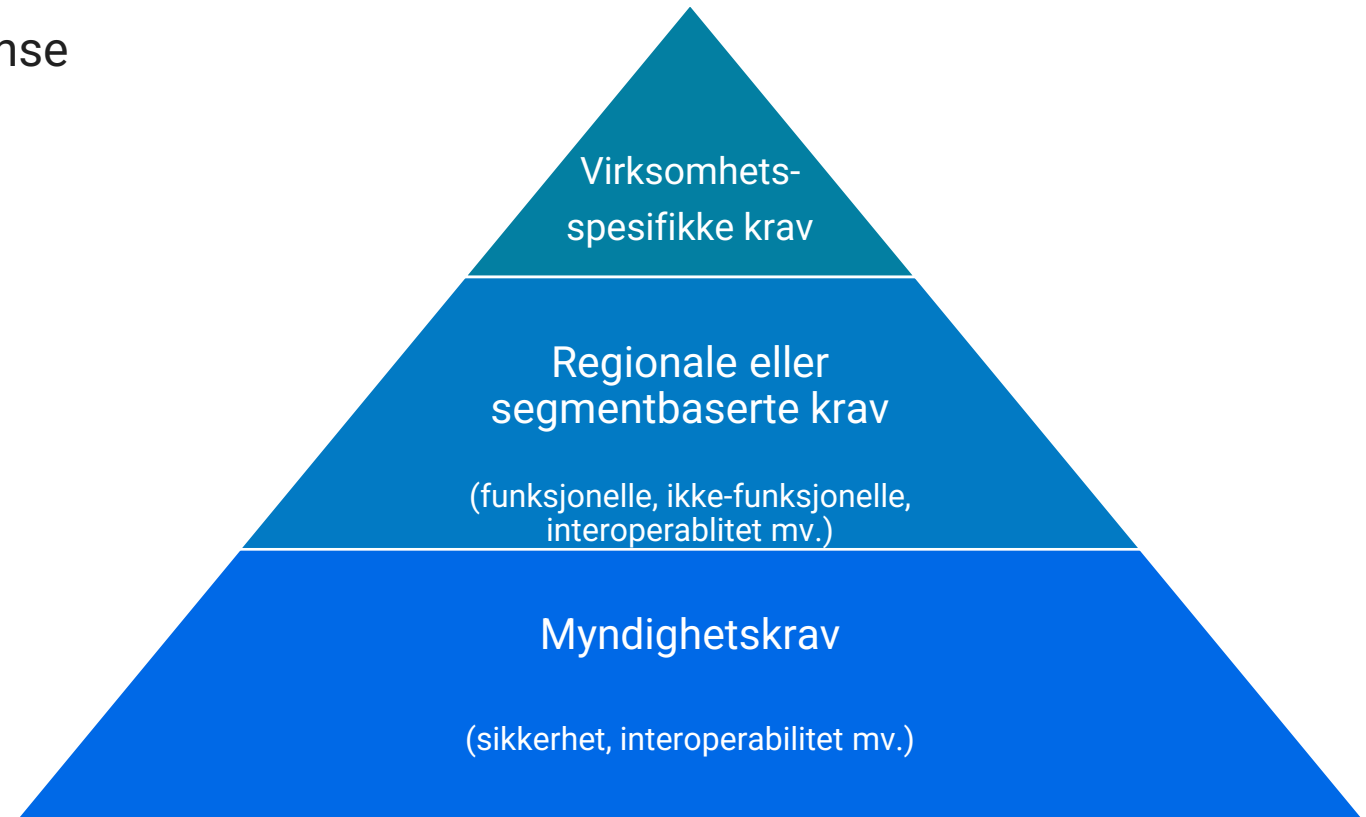 nse
Virksomhets-
spesifikke krav
Regionale eller
segmentbaserte krav
(funksjonelle, ikke-funksjonelle,
interoperablitet mv.)
Myndighetskrav
(sikkerhet, interoperabilitet mv.)